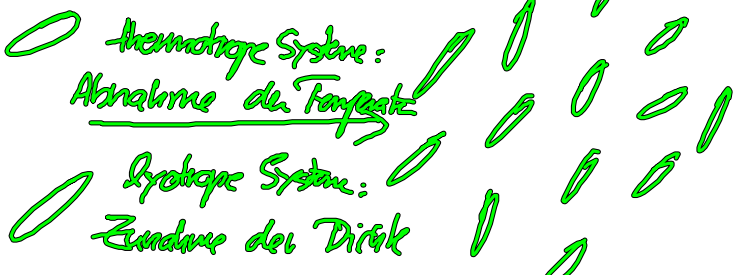 thermotrope Systeme:
Abnahme der Temperatur
lyotrope Systeme:
Zunahme der Dichte